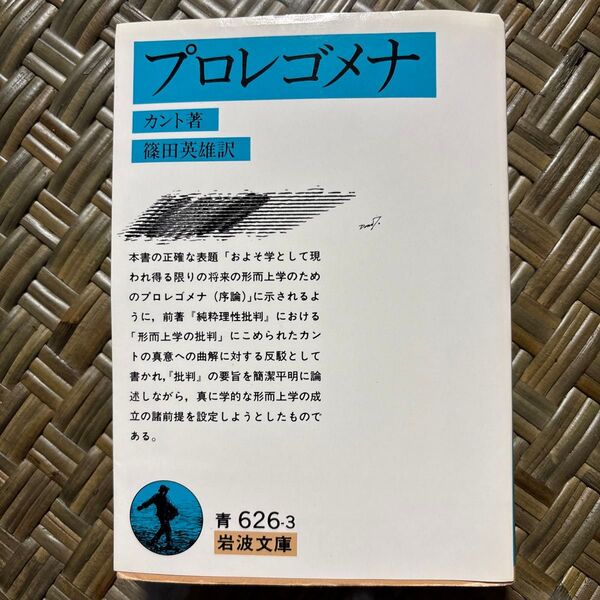 プロレゴメナ
カント著
篠田英雄訳
本書の正確な表題「およそ学として現
われ得る限りの将来の形而上学のため
のプロレゴメナ（序論）」に示されるよ
うに，前著『純粋理性批判』における
「形而上学の批判」にこめられたカン
トの真意への曲解に対する反駁として
書かれ，『批判』の要旨を簡潔平明に論
述しながら，真に学的な形而上学の成
立の諸前提を設定しようとしたもので
ある。
青 626-3
岩波文庫